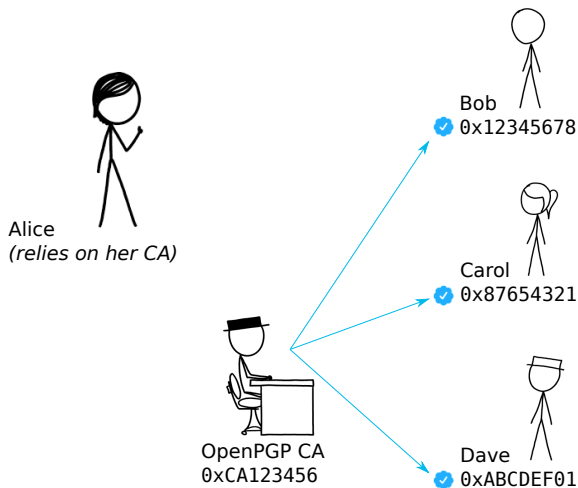 Bob
0x12345678
Alice
(relies on her CA)
Carol
0x87654321
OpenPGP CA
0xCA123456
Dave
0xABCDEF01